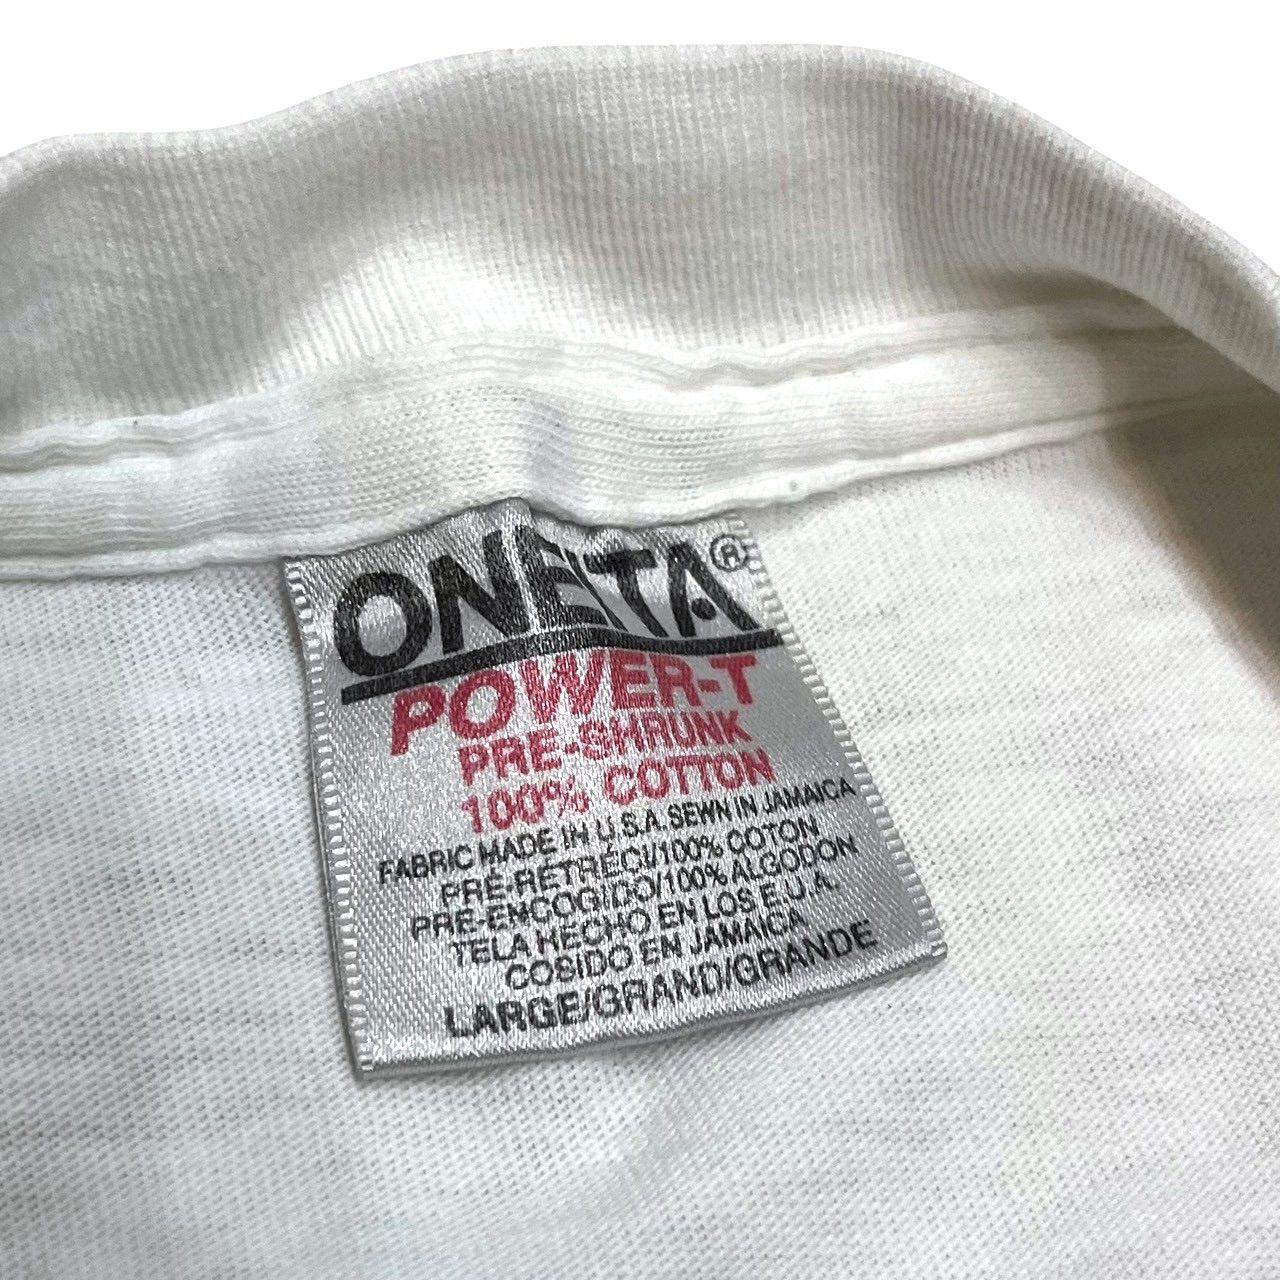 ONEITA®
POWER-T
PRE-SHRUNK
100% COTTON
FABRIC MADE IN U.S.A. SEWN IN JAMAICA
PRÉ-RÉTRÉCI/100% COTON
PRE-ENCOGIDO/100% ALGODON
TELA HECHO EN LOS E.U.A.
COSIDO EN JAMAICA
LARGE/GRAND/GRANDE